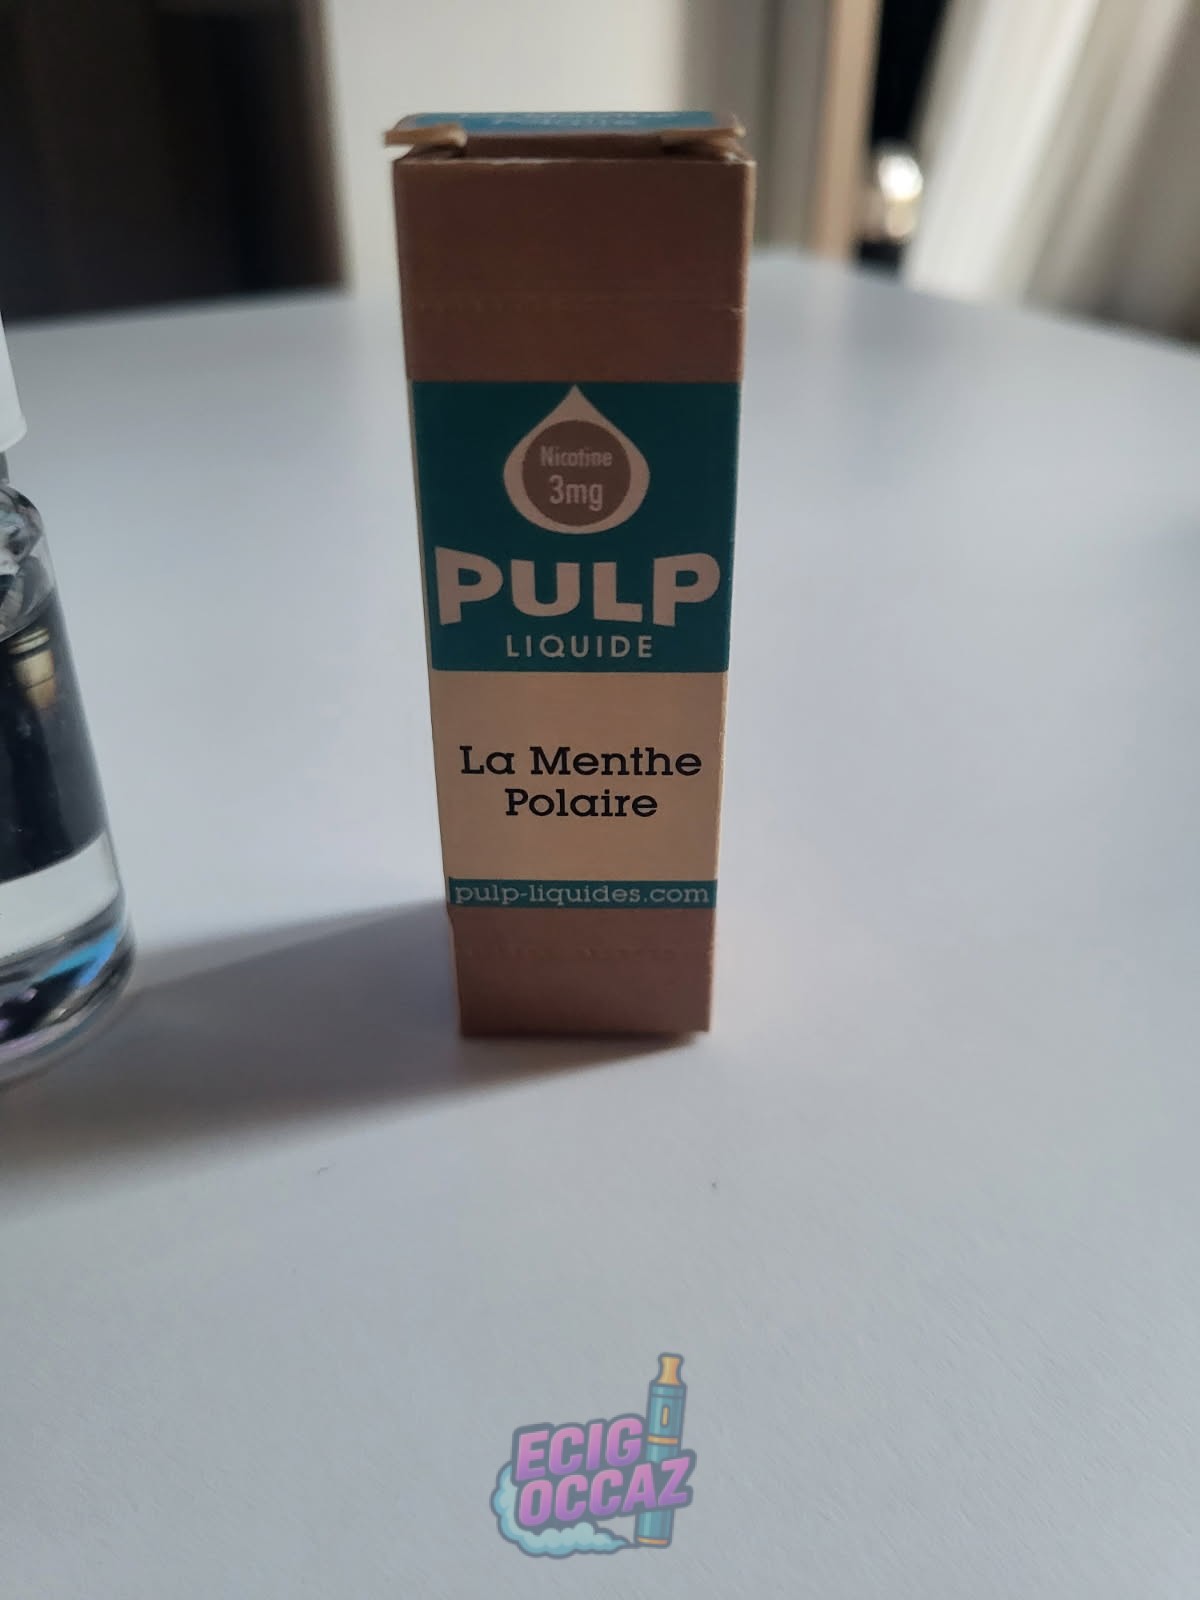 Nicotine
3mg
PULP
LIQUIDE
La Menthe
Polaire
pulp-liquides.com
ECIG
OCCAZ